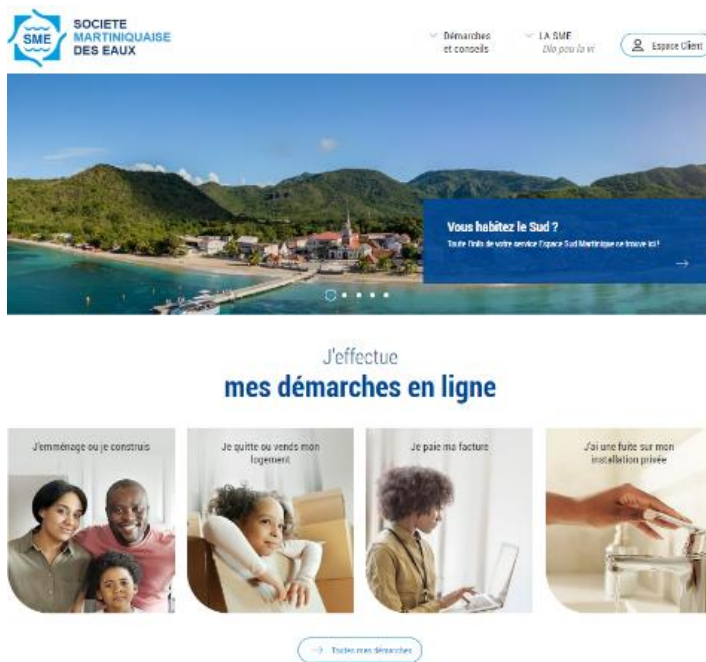 SME
SOCIETE
MARTINIQUAISE
DES EAUX
Démarches
et conseils
LA SME
Dlo pou la vi
Espace Client
Vous habitez le Sud ?
Toute l'info de votre service Espace Sud Martinique se trouve ici !
J'effectue
mes démarches en ligne
J'emménage ou je construis
Je quitte ou vends mon
logement
Je paie ma facture
J'ai une fuite sur mon
installation privée
Toutes mes démarches